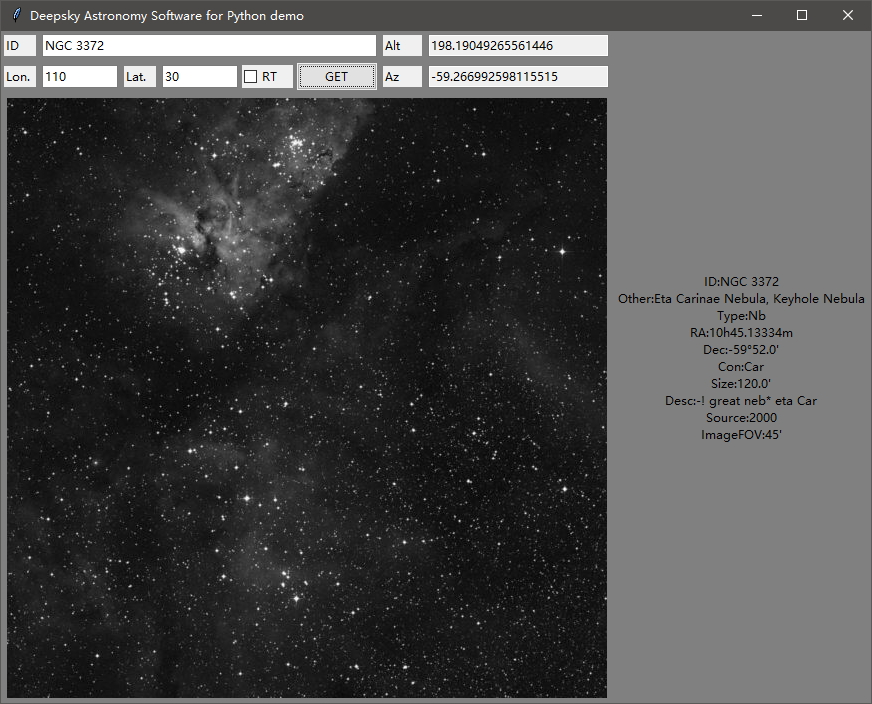 Deepsky Astronomy Software for Python demo
ID NGC 3372 Alt 198.19049265561446
Lon. 110 Lat. 30 RT GET Az -59.266992598115515
ID:NGC 3372
Other:Eta Carinae Nebula, Keyhole Nebula
Type:Nb
RA:10h45.13334m
Dec:-59°52.0'
Con:Car
Size:120.0'
Desc:-! great neb* eta Car
Source:2000
ImageFOV:45'